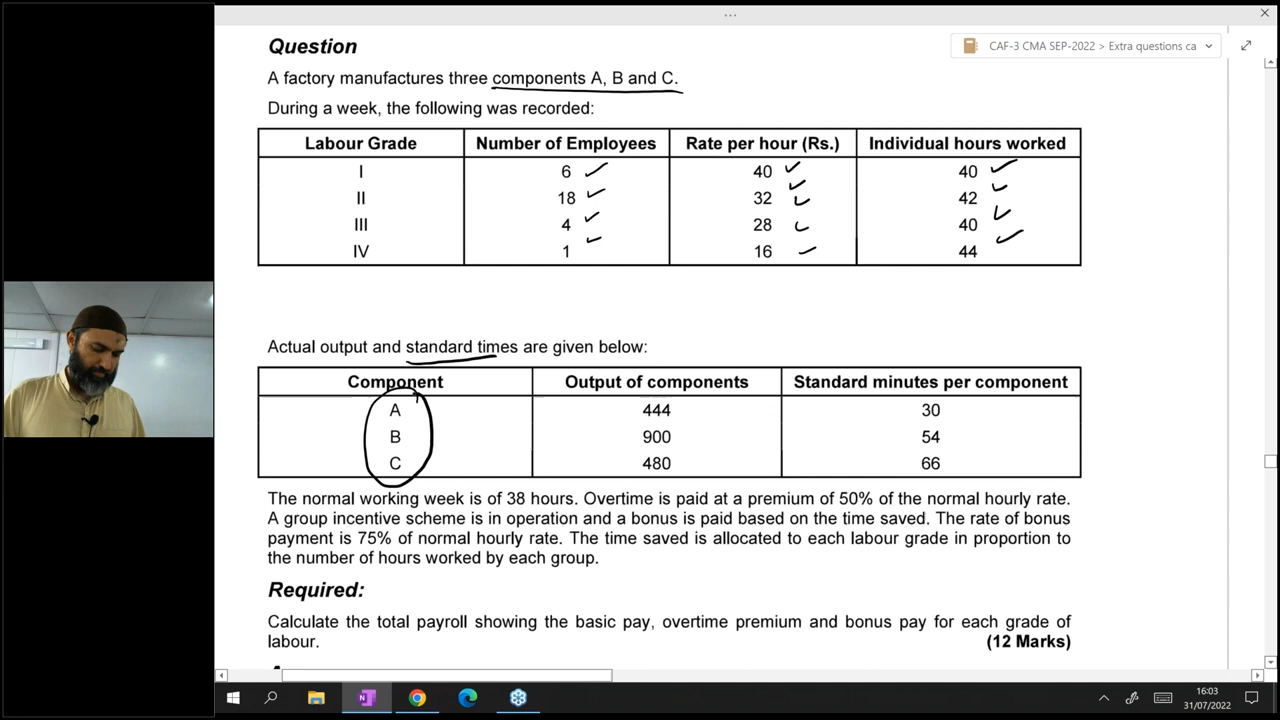 CAF-3 CMA SEP-2022 > Extra questions ca
Question
A factory manufactures three components A, B and C.
During a week, the following was recorded:
Labour Grade Number of Employees Rate per hour (Rs.) Individual hours worked
I 6 40 40
II 18 32 42
III 4 28 40
IV 1 16 44
Actual output and standard times are given below:
Component Output of components Standard minutes per component
A 444 30
B 900 54
C 480 66
The normal working week is of 38 hours. Overtime is paid at a premium of 50% of the normal hourly rate.
A group incentive scheme is in operation and a bonus is paid based on the time saved. The rate of bonus
payment is 75% of normal hourly rate. The time saved is allocated to each labour grade in proportion to
the number of hours worked by each group.
Required:
Calculate the total payroll showing the basic pay, overtime premium and bonus pay for each grade of
labour. (12 Marks)
16:03
31/07/2022